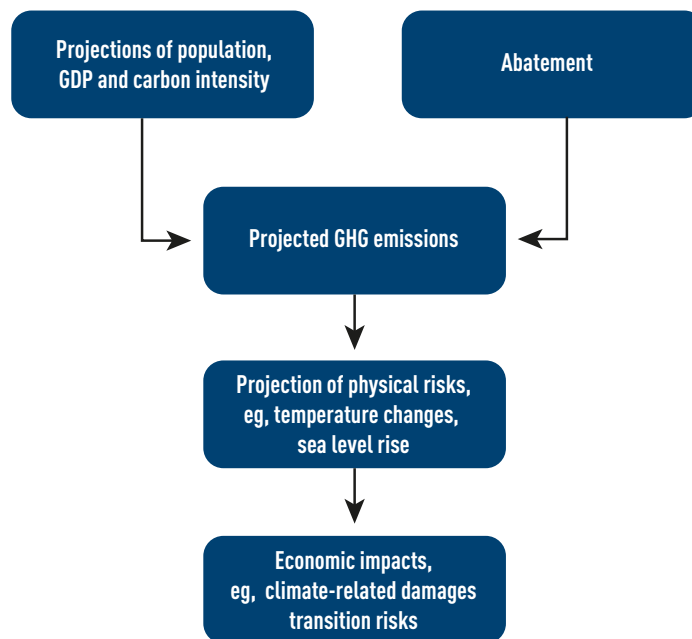 Projections of population,
GDP and carbon intensity
Abatement
Projected GHG emissions
Projection of physical risks,
eg, temperature changes,
sea level rise
Economic impacts,
eg, climate-related damages
transition risks